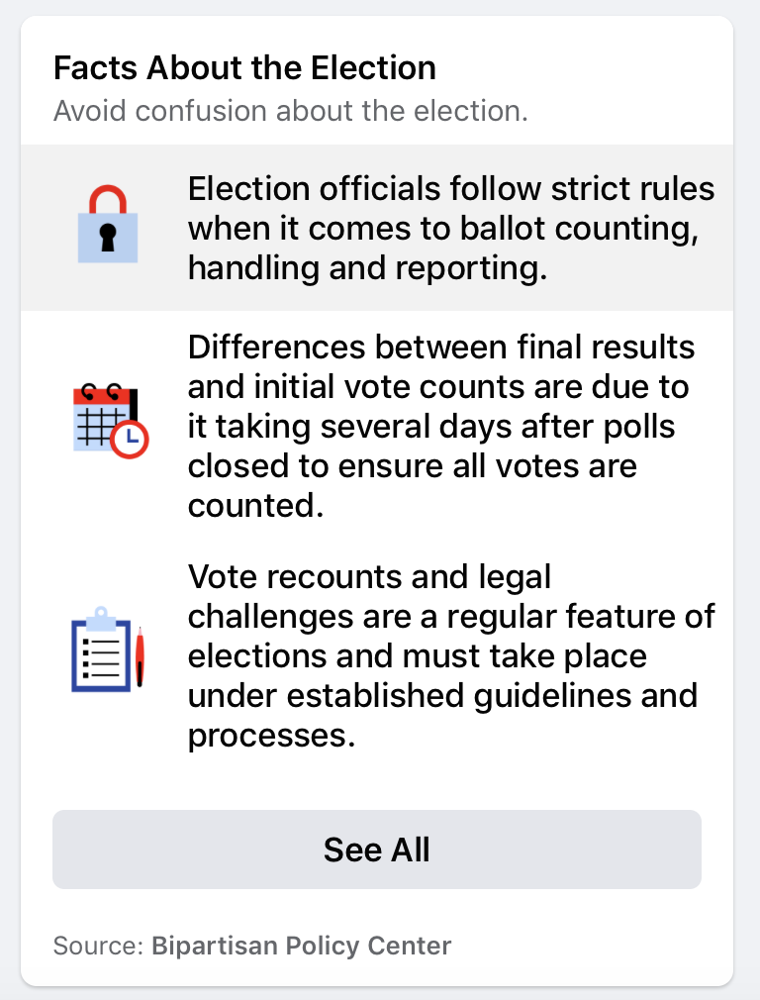 Facts About the Election
Avoid confusion about the election.
Election officials follow strict rules
when it comes to ballot counting,
handling and reporting.
Differences between final results
and initial vote counts are due to
it taking several days after polls
closed to ensure all votes are
counted.
Vote recounts and legal
challenges are a regular feature of
elections and must take place
under established guidelines and
processes.
See All
Source: Bipartisan Policy Center